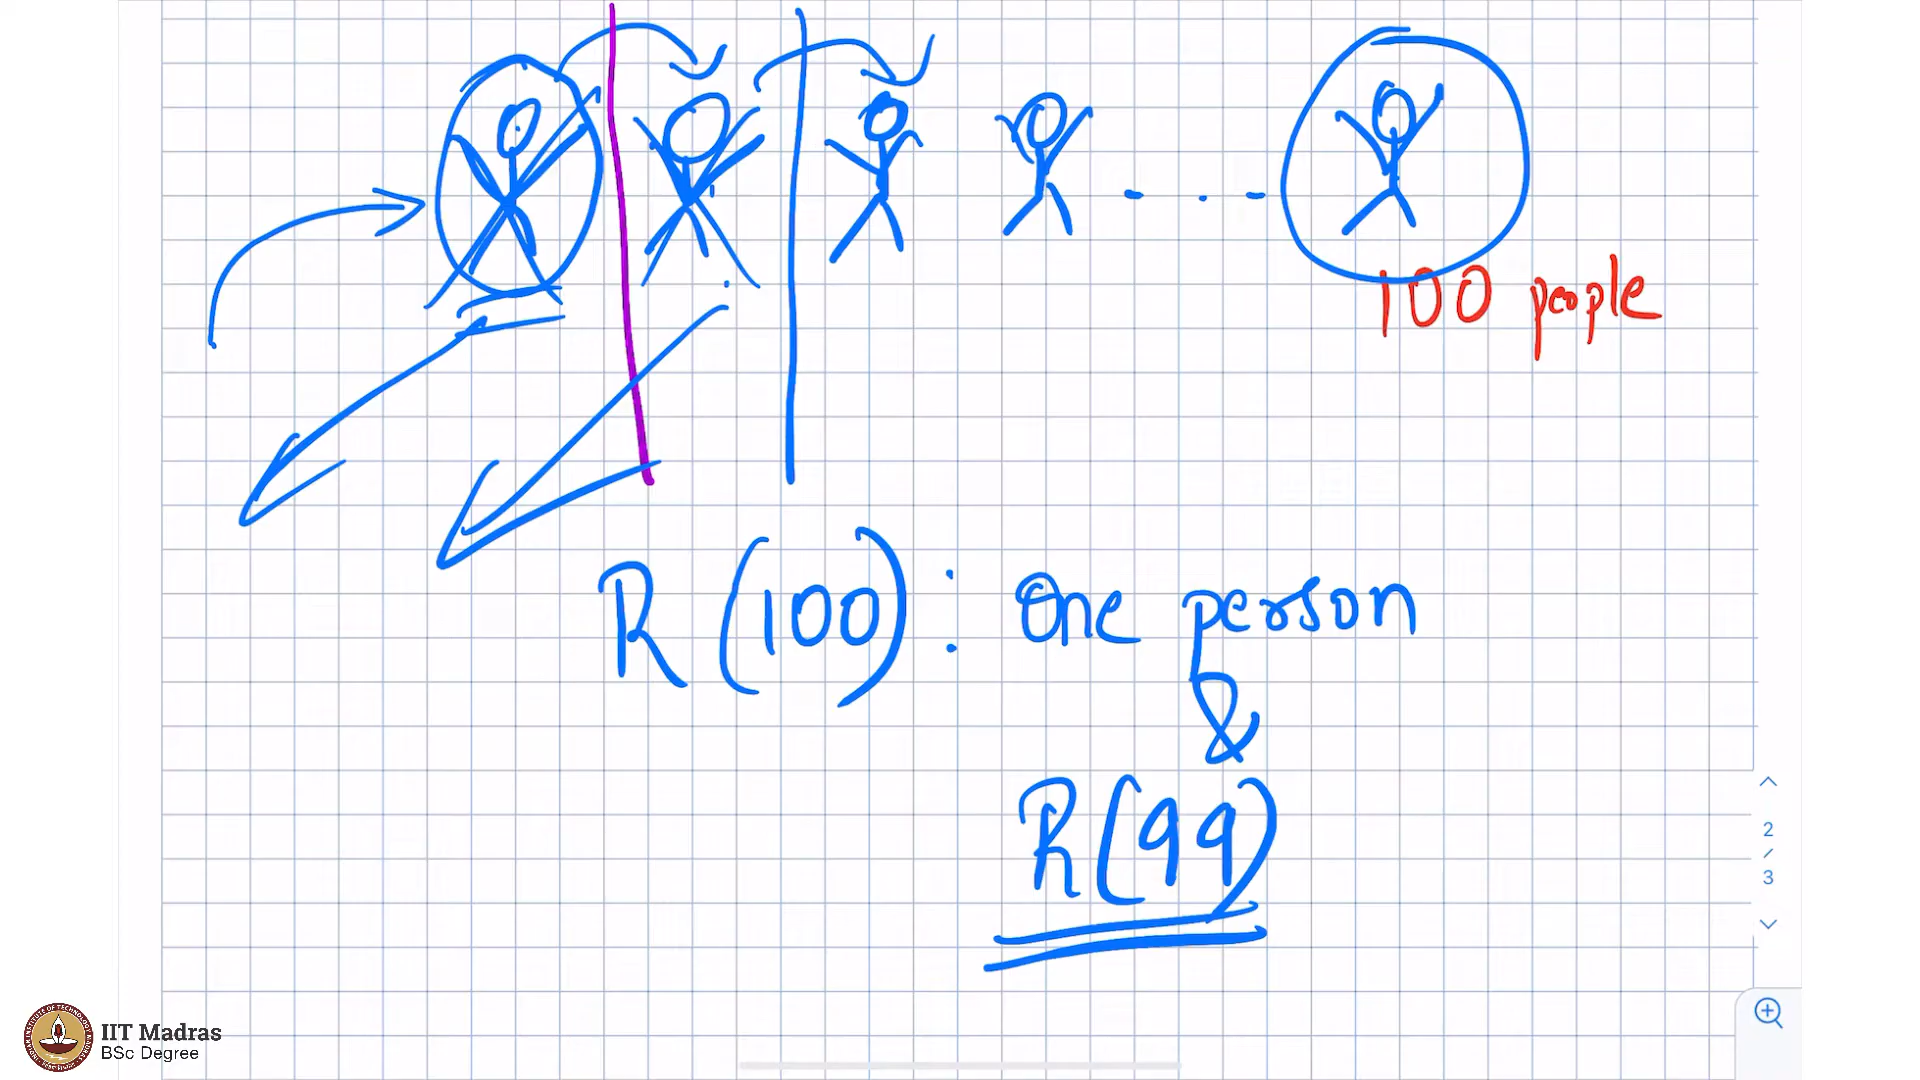 100 people
R (100) : One person
&
R(99)
2
/
3
IIT Madras
BSc Degree